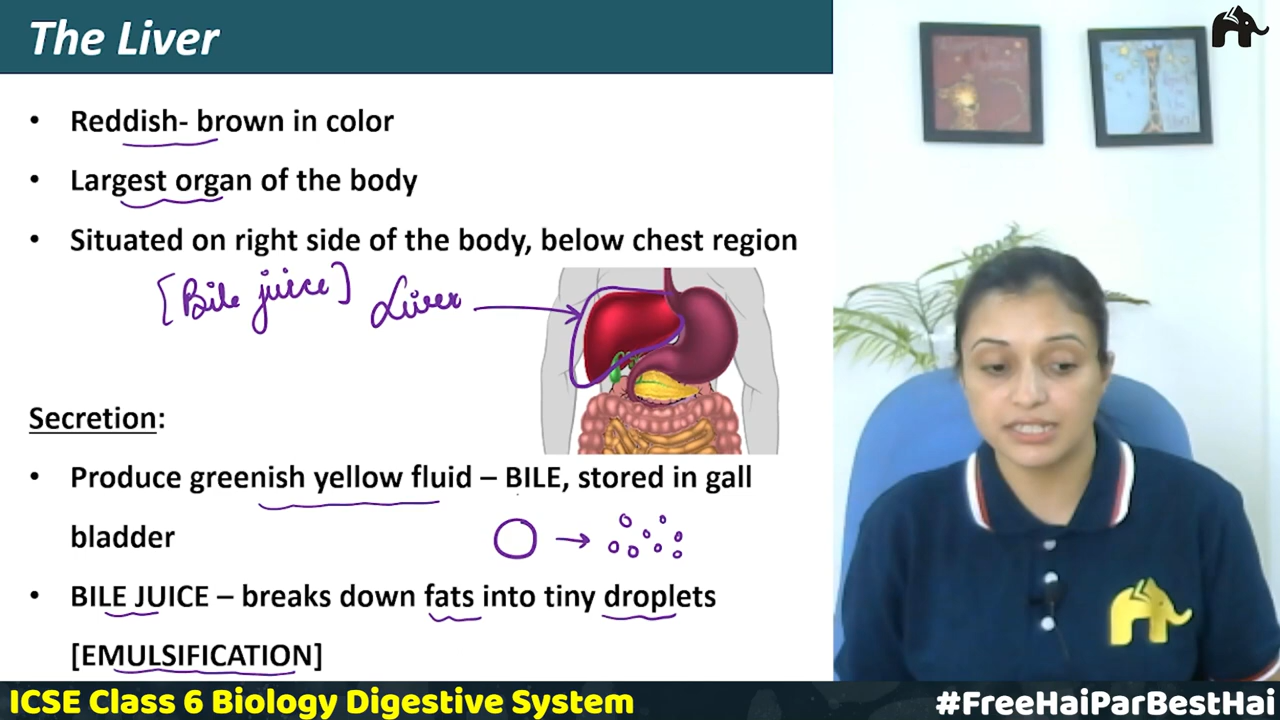 The Liver
• Reddish- brown in color
• Largest organ of the body
• Situated on right side of the body, below chest region
[Bile juice] Liver
Secretion:
• Produce greenish yellow fluid – BILE, stored in gall
bladder
• BILE JUICE – breaks down fats into tiny droplets
[EMULSIFICATION]
ICSE Class 6 Biology Digestive System
#FreeHaiParBestHai